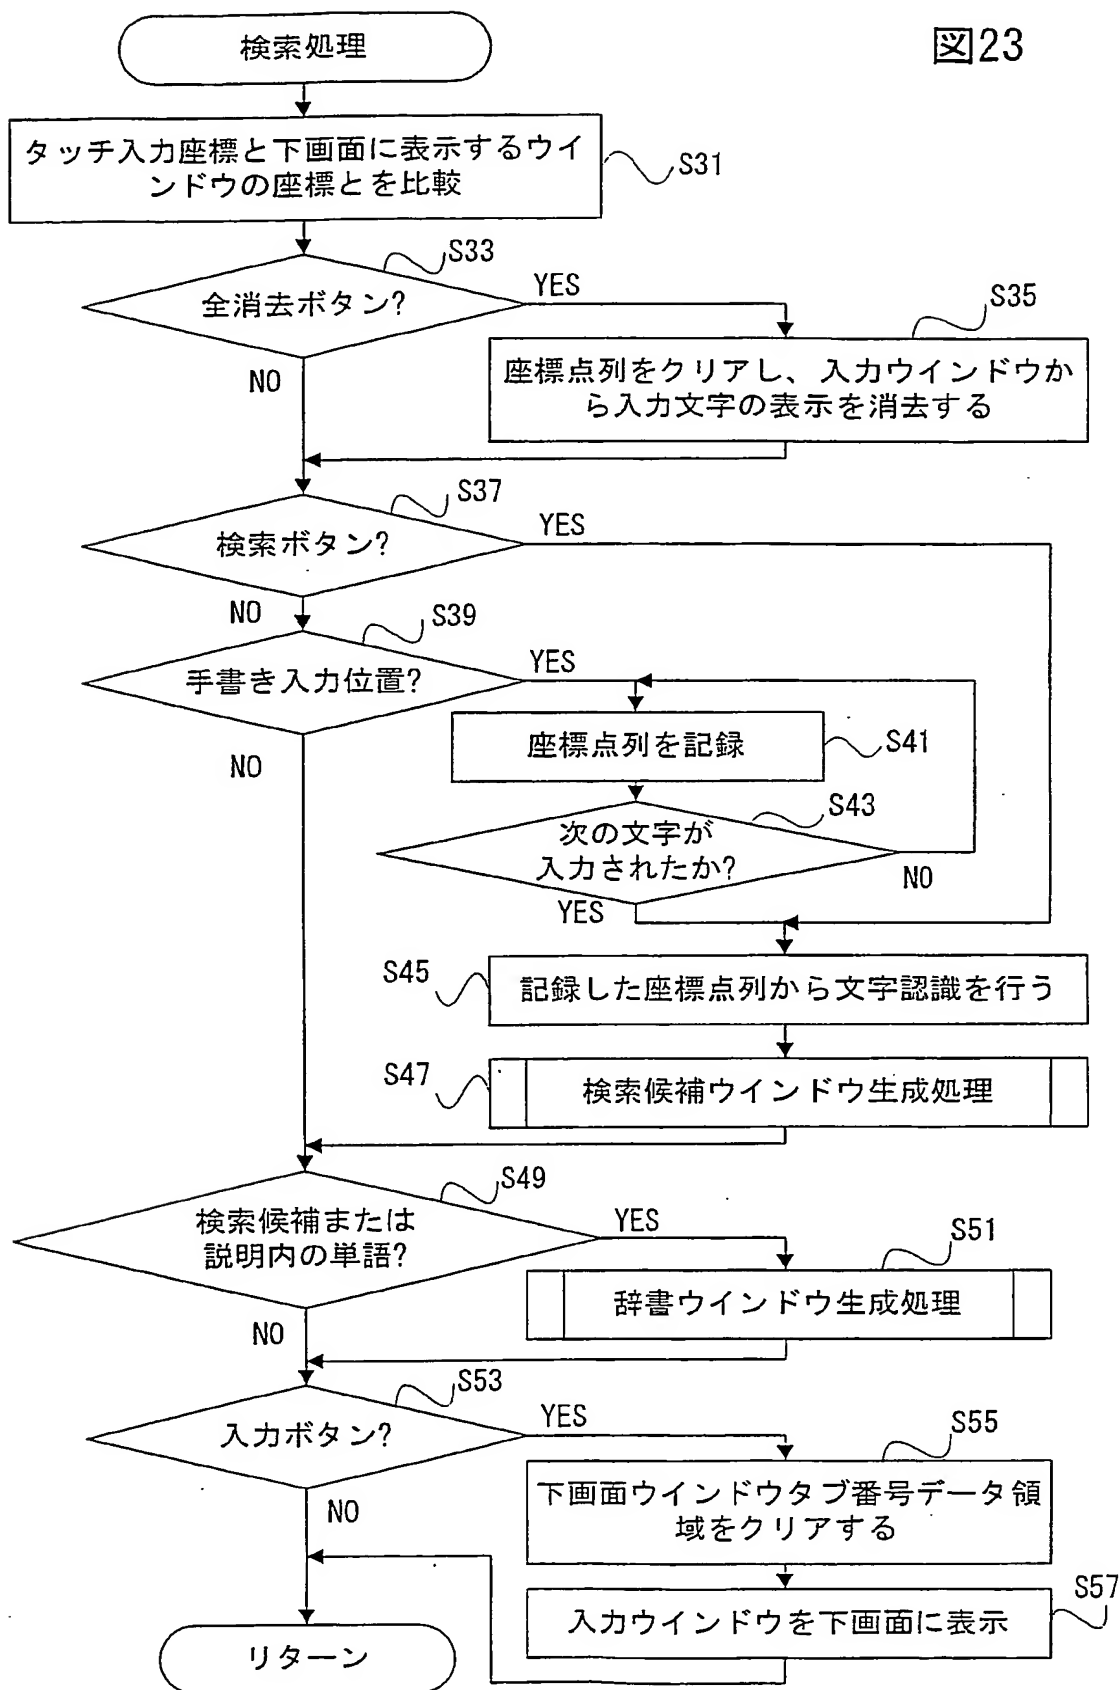 図23
検索処理
タッチ入力座標と下画面に表示するウイ
ンドウの座標とを比較
S31
S33
全消去ボタン?
YES
NO
S35
座標点列をクリアし、入力ウインドウか
ら入力文字の表示を消去する
S37
検索ボタン?
YES
NO
S39
手書き入力位置?
YES
NO
座標点列を記録
S41
S43
次の文字が
入力されたか?
NO
YES
S45
記録した座標点列から文字認識を行う
S47
検索候補ウインドウ生成処理
S49
検索候補または
説明内の単語?
YES
NO
S51
辞書ウインドウ生成処理
S53
入力ボタン?
YES
NO
S55
下画面ウインドウタブ番号データ領
域をクリアする
S57
入力ウインドウを下画面に表示
リターン